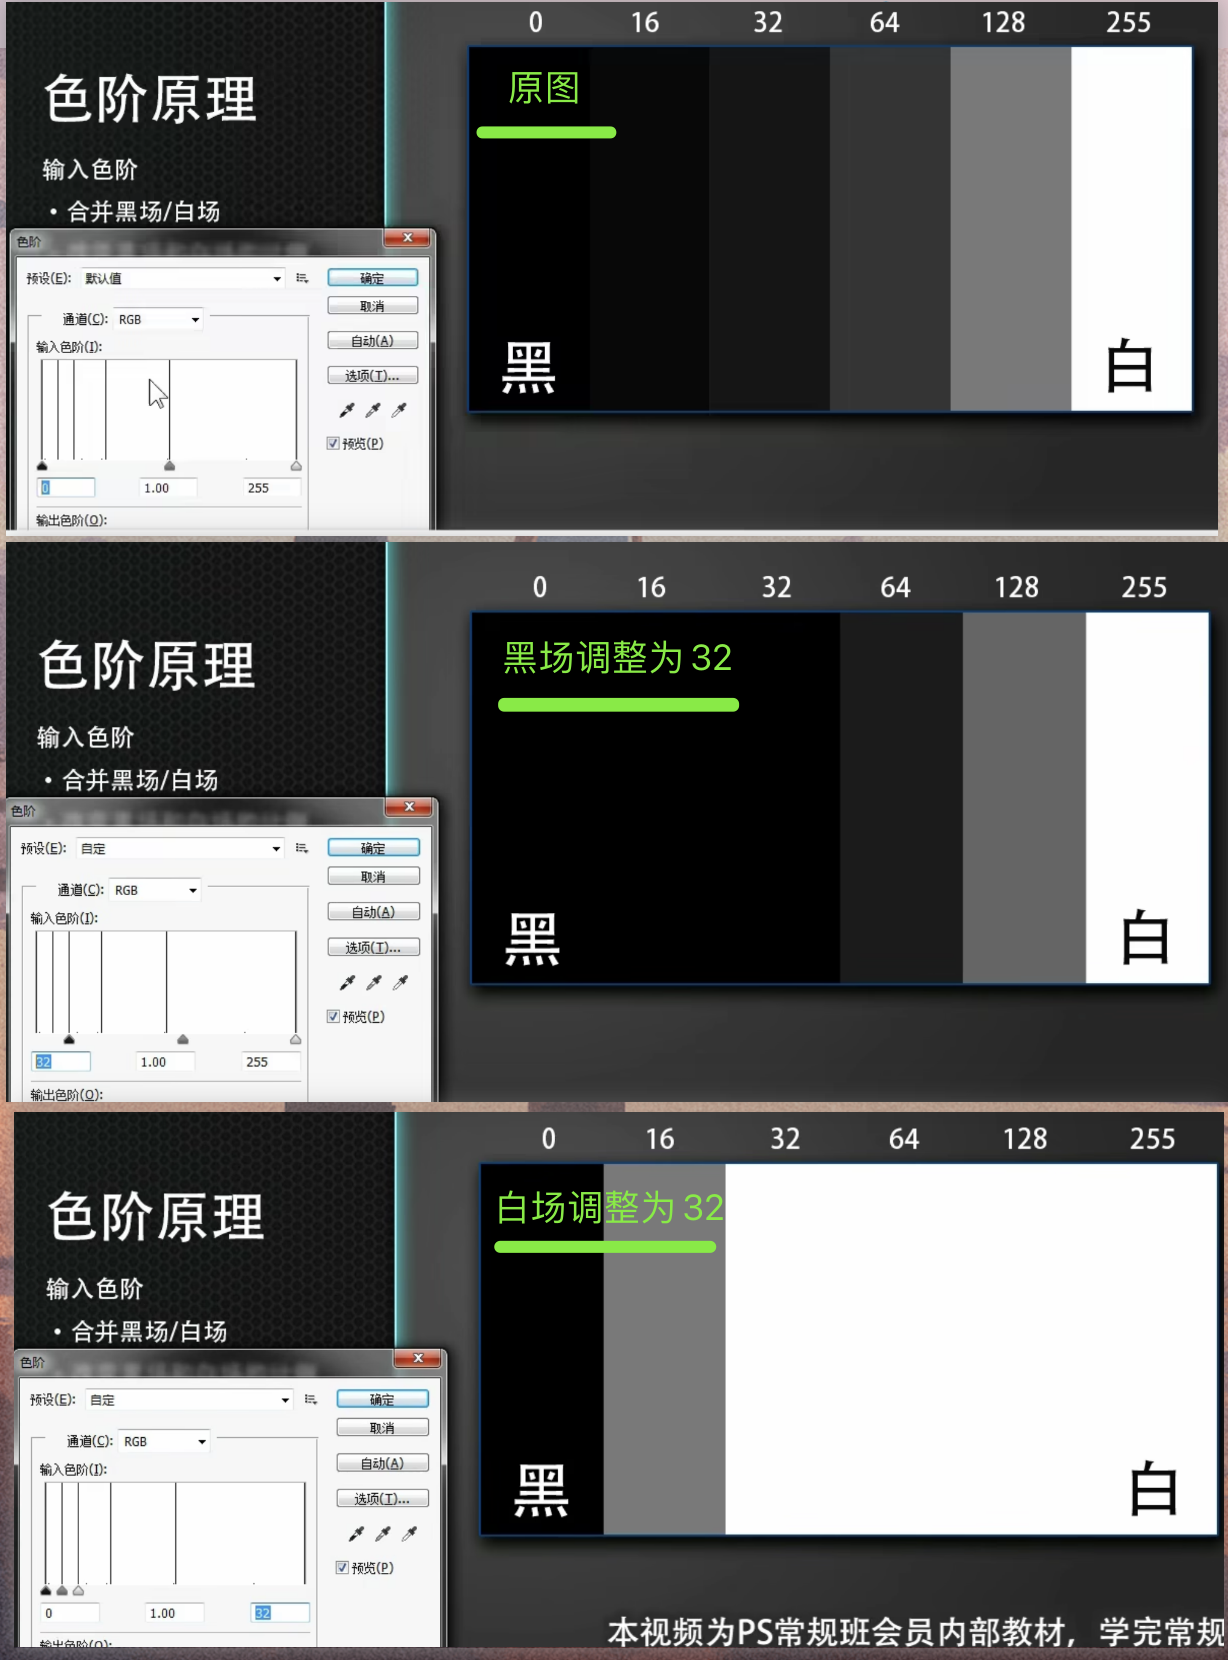 0 16 32 64 128 255
色阶原理
原图
输入色阶
• 合并黑场/白场
色阶
预设(E): 默认值
确定
取消
通道(C): RGB
自动(A)
输入色阶(I):
选项(T)...
预览(P)
0 1.00 255
输出色阶(O):
黑 白
0 16 32 64 128 255
色阶原理
黑场调整为 32
输入色阶
• 合并黑场/白场
色阶
预设(E): 自定
确定
取消
通道(C): RGB
自动(A)
输入色阶(I):
选项(T)...
预览(P)
32 1.00 255
输出色阶(O):
黑 白
0 16 32 64 128 255
色阶原理
白场调整为 32
输入色阶
• 合并黑场/白场
色阶
预设(E): 自定
确定
取消
通道(C): RGB
自动(A)
输入色阶(I):
选项(T)...
预览(P)
0 1.00 32
输出色阶(O):
黑 白
本视频为PS常规班会员内部教材，学完常规